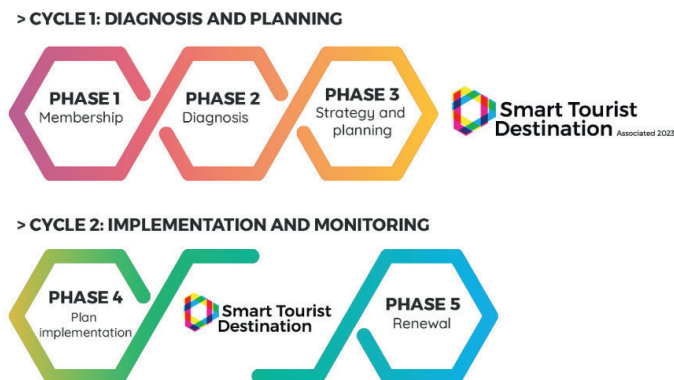 > CYCLE 1: DIAGNOSIS AND PLANNING
PHASE 1
Membership
PHASE 2
Diagnosis
PHASE 3
Strategy and
planning
Smart Tourist
Destination Associated 2023
> CYCLE 2: IMPLEMENTATION AND MONITORING
PHASE 4
Plan
implementation
Smart Tourist
Destination
PHASE 5
Renewal